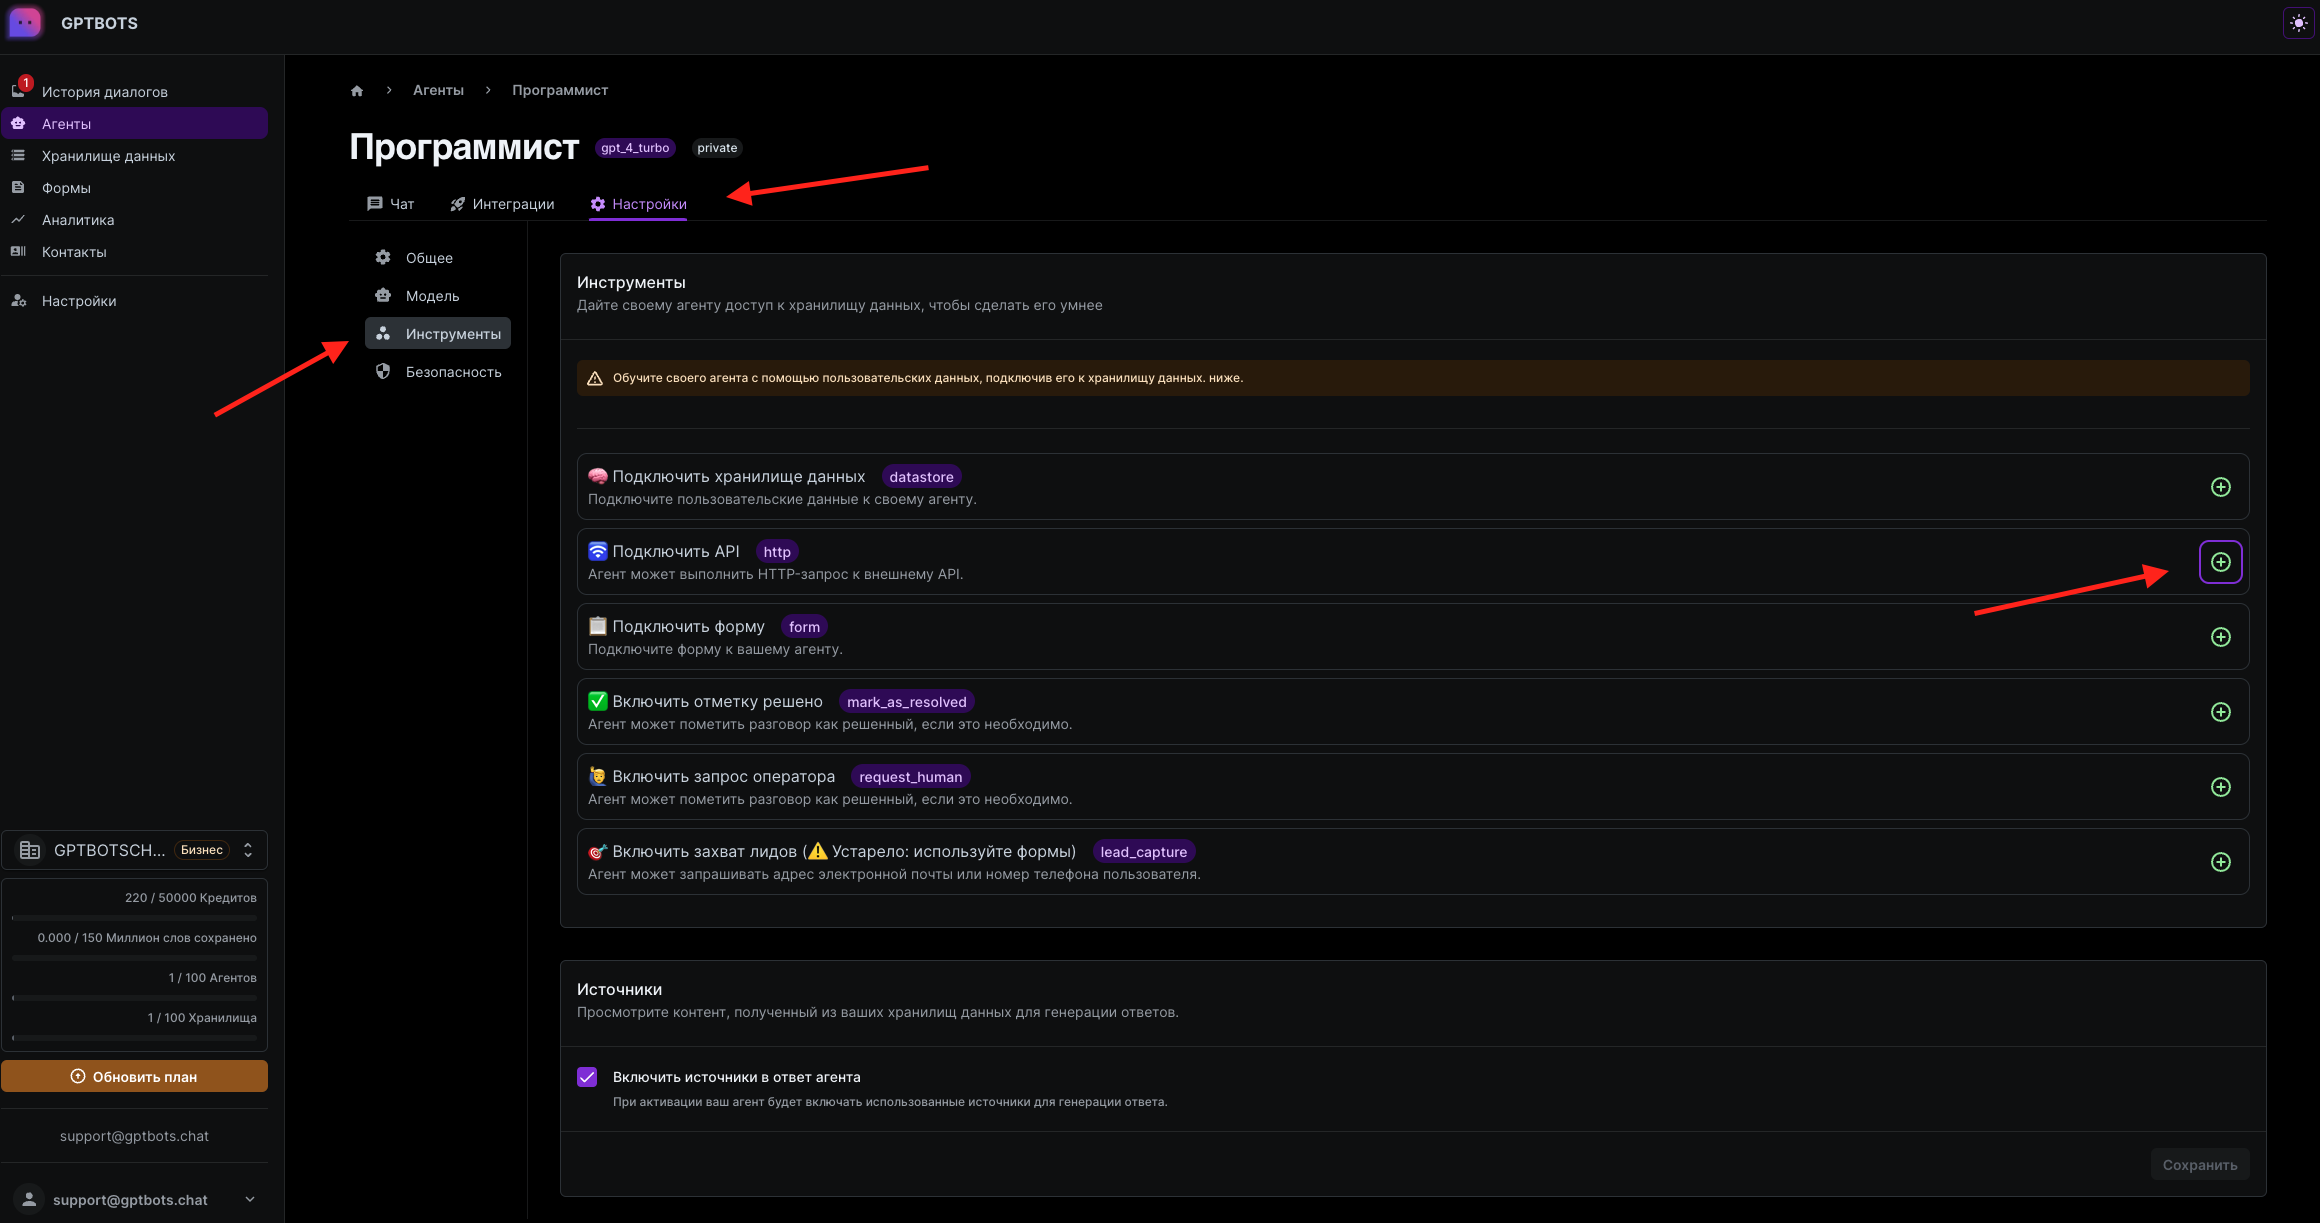 GPTBOTS
1
История диалогов
Агенты
Хранилище данных
Формы
Аналитика
Контакты
Настройки
GPTBOTSCH... Бизнес
220 / 50000 Кредитов
0.000 / 150 Миллион слов сохранено
1 / 100 Агентов
1 / 100 Хранилища
Обновить план
support@gptbots.chat
support@gptbots.chat
Агенты > Программист
Программист gpt_4_turbo private
Чат Интеграции Настройки
Общее
Модель
Инструменты
Безопасность
Инструменты
Дайте своему агенту доступ к хранилищу данных, чтобы сделать его умнее
Обучите своего агента с помощью пользовательских данных, подключив его к хранилищу данных. ниже.
Подключить хранилище данных datastore
Подключите пользовательские данные к своему агенту.
Подключить API http
Агент может выполнить HTTP-запрос к внешнему API.
Подключить форму form
Подключите форму к вашему агенту.
Включить отметку решено mark_as_resolved
Агент может пометить разговор как решенный, если это необходимо.
Включить запрос оператора request_human
Агент может пометить разговор как решенный, если это необходимо.
Включить захват лидов (⚠️ Устарело: используйте формы) lead_capture
Агент может запрашивать адрес электронной почты или номер телефона пользователя.
Источники
Просмотрите контент, полученный из ваших хранилищ данных для генерации ответов.
Включить источники в ответ агента
При активации ваш агент будет включать использованные источники для генерации ответа.
Сохранить